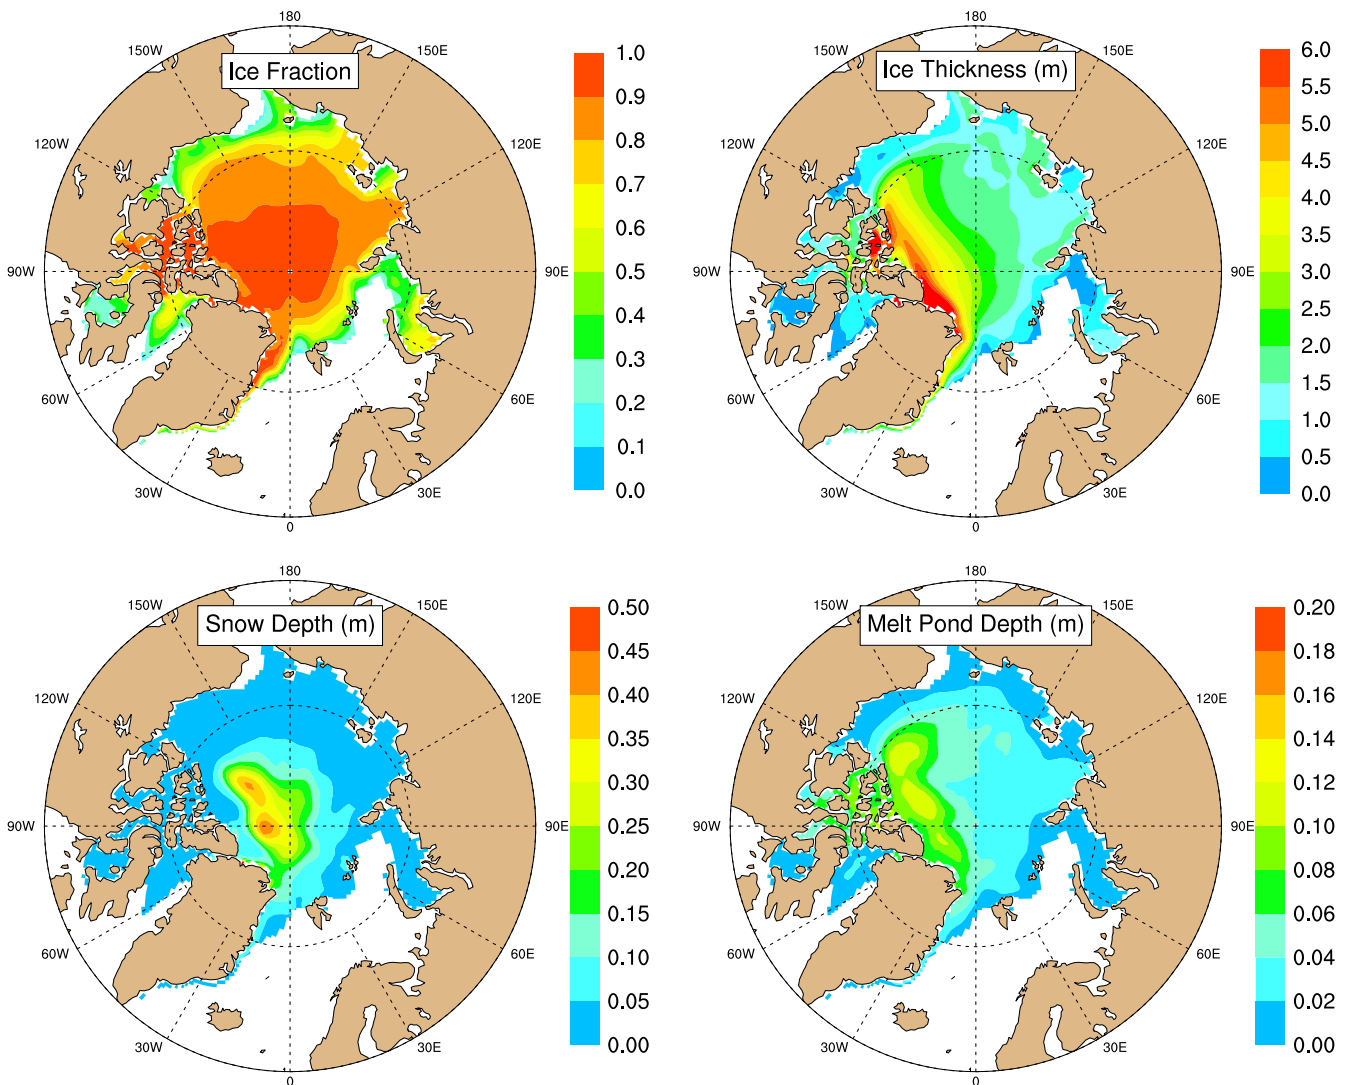 180
150W
150E
Ice Fraction
120W
120E
90W
90E
60W
60E
30W
30E
0
1.0
0.9
0.8
0.7
0.6
0.5
0.4
0.3
0.2
0.1
0.0
180
150W
150E
Ice Thickness (m)
120W
120E
90W
90E
60W
60E
30W
30E
0
6.0
5.5
5.0
4.5
4.0
3.5
3.0
2.5
2.0
1.5
1.0
0.5
0.0
180
150W
150E
Snow Depth (m)
120W
120E
90W
90E
60W
60E
30W
30E
0
0.50
0.45
0.40
0.35
0.30
0.25
0.20
0.15
0.10
0.05
0.00
180
150W
150E
Melt Pond Depth (m)
120W
120E
90W
90E
60W
60E
30W
30E
0
0.20
0.18
0.16
0.14
0.12
0.10
0.08
0.06
0.04
0.02
0.00